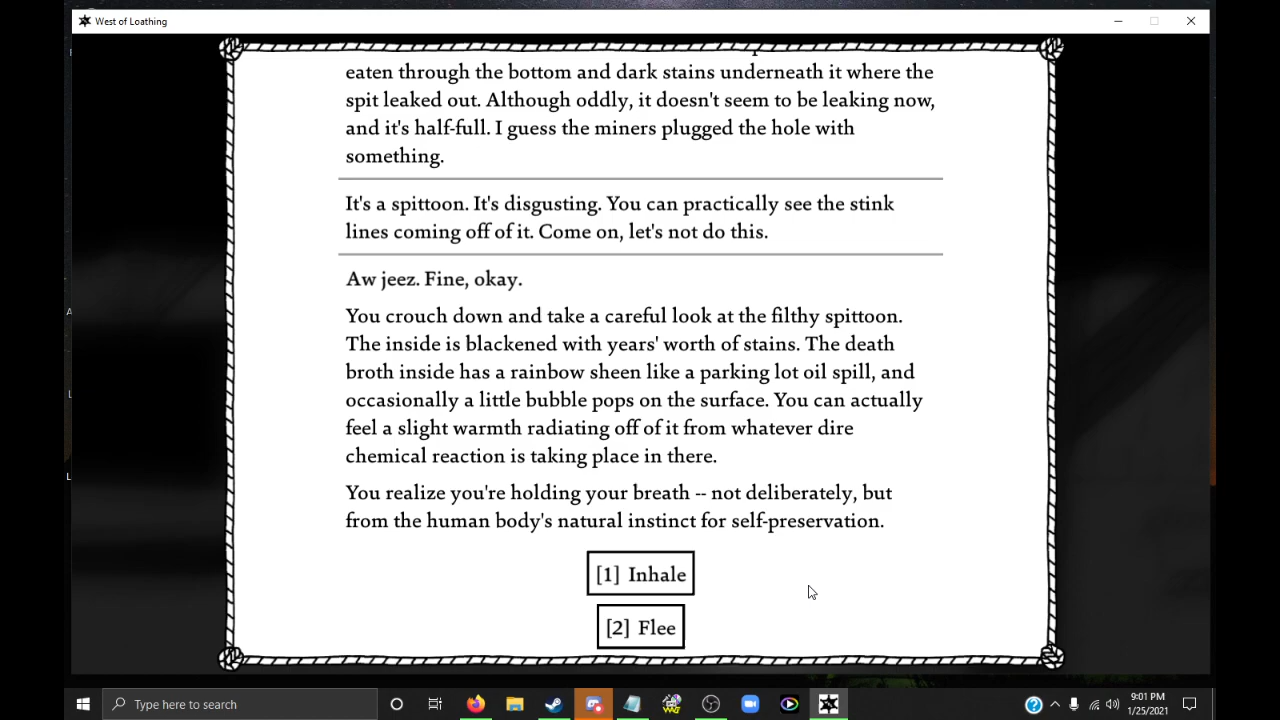 West of Loathing
eaten through the bottom and dark stains underneath it where the
spit leaked out. Although oddly, it doesn't seem to be leaking now,
and it's half-full. I guess the miners plugged the hole with
something.
It's a spittoon. It's disgusting. You can practically see the stink
lines coming off of it. Come on, let's not do this.
Aw jeez. Fine, okay.
You crouch down and take a careful look at the filthy spittoon.
The inside is blackened with years' worth of stains. The death
broth inside has a rainbow sheen like a parking lot oil spill, and
occasionally a little bubble pops on the surface. You can actually
feel a slight warmth radiating off of it from whatever dire
chemical reaction is taking place in there.
You realize you're holding your breath -- not deliberately, but
from the human body's natural instinct for self-preservation.
[1] Inhale
[2] Flee
Type here to search
9:01 PM
1/25/2021